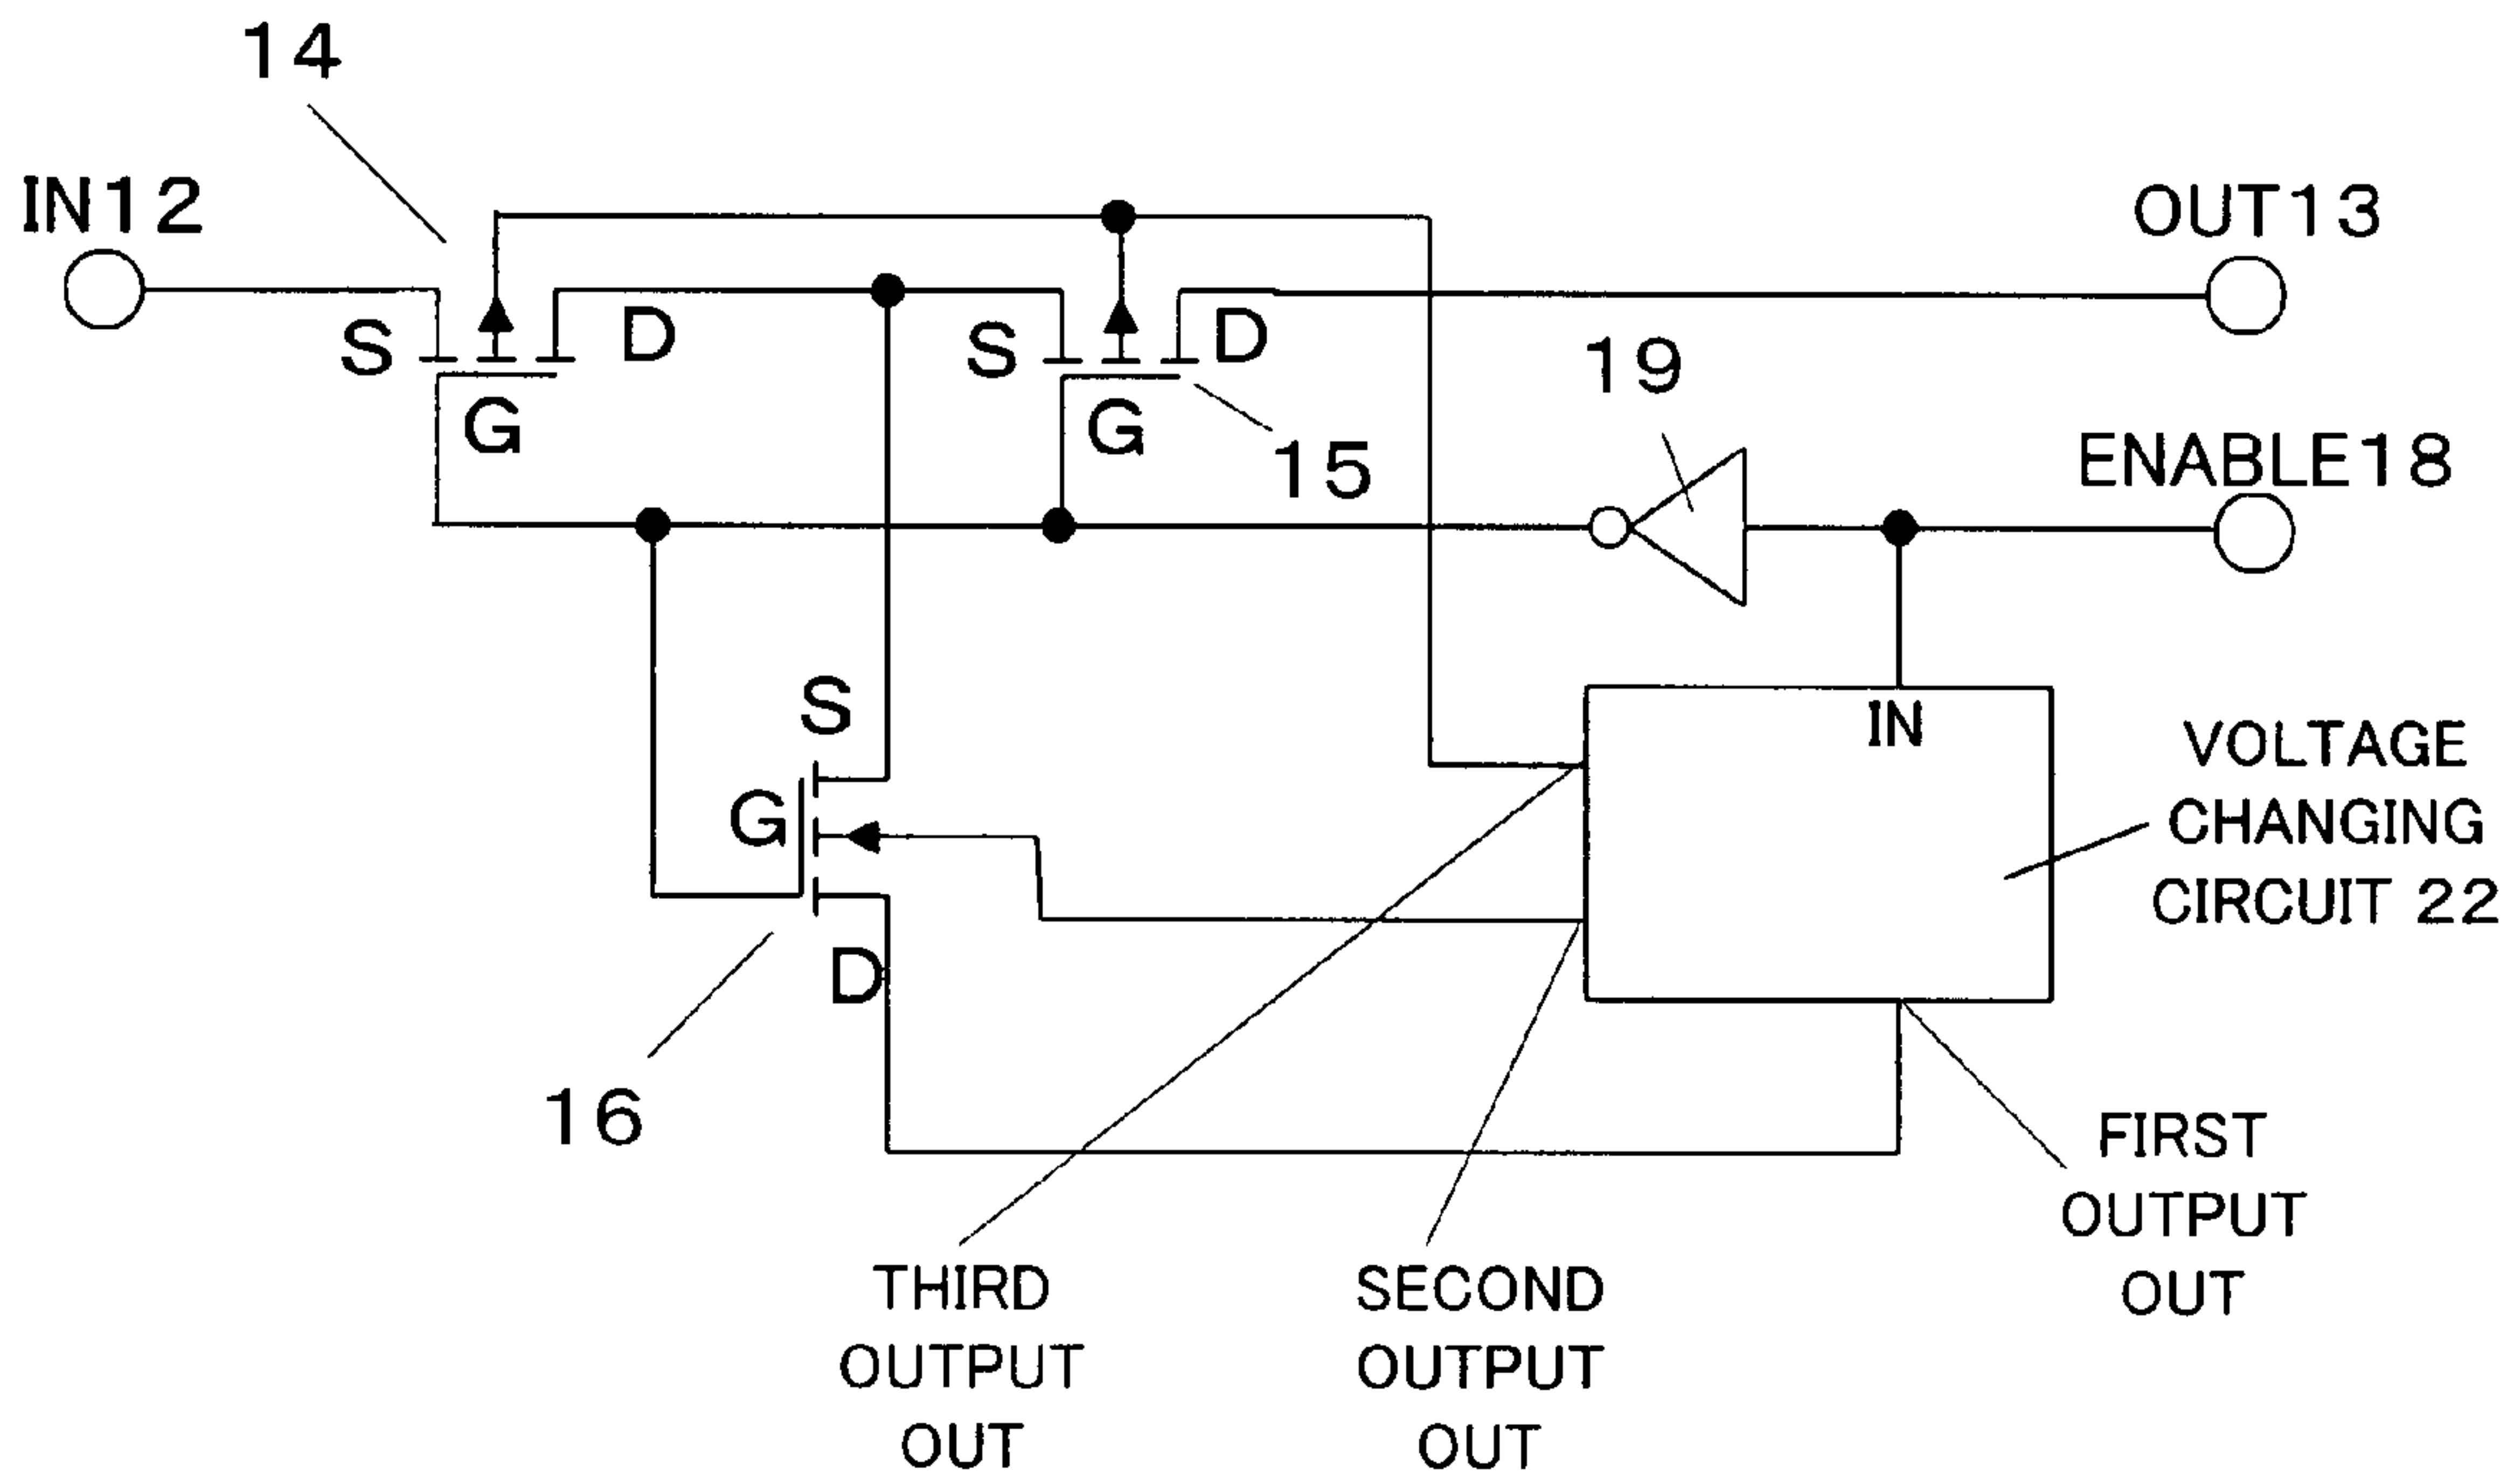 14
IN12
OUT13
S
D
S
D
19
G
G
15
ENABLE18
S
IN
G
VOLTAGE
CHANGING
CIRCUIT 22
D
16
FIRST
OUTPUT
OUT
THIRD
OUTPUT
OUT
SECOND
OUTPUT
OUT